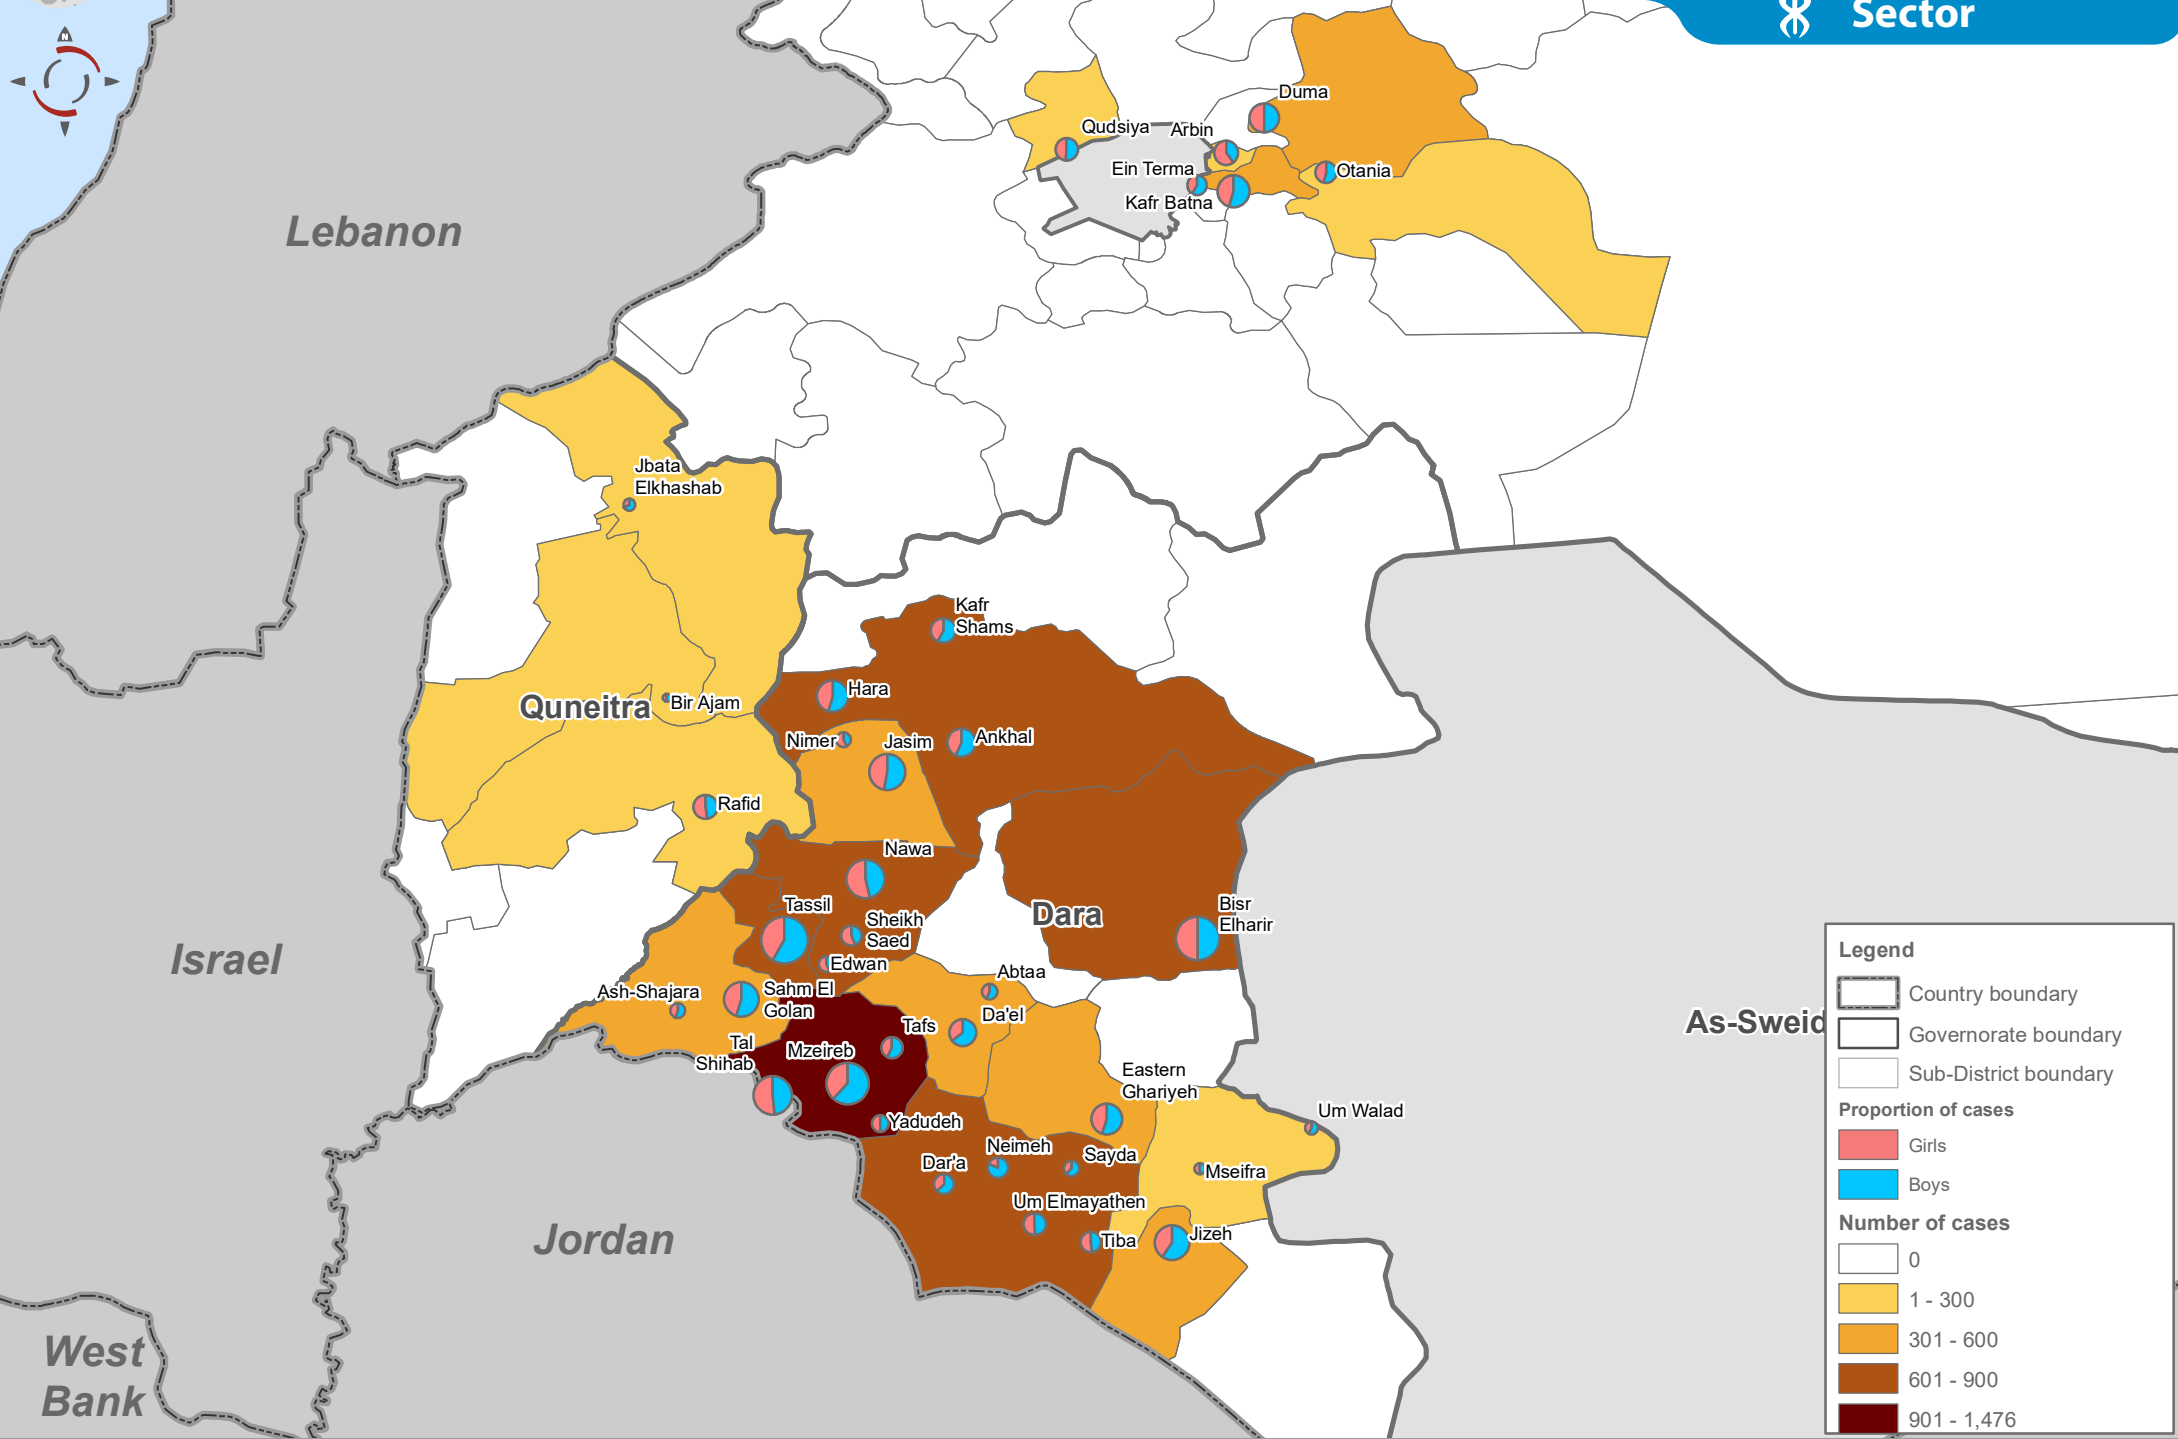 Sector
N
Duma
Qudsiya
Arbin
Ein Terma
Otania
Kafr Batna
Lebanon
Jbata
Elkhashab
Kafr
Shams
Hara
Quneitra
Bir Ajam
Nimer
Jasim
Ankhal
Rafid
Nawa
Tassil
Sheikh
Saed
Dara
Bisr
Elharir
Edwan
Israel
Abtaa
Ash-Shajara
Sahm El
Golan
Da'el
Tafs
Tal
Shihab
Mzeireb
Eastern
Ghariyeh
As-Sweid
Um Walad
Yadudeh
Neimeh
Dar'a
Sayda
Mseifra
Um Elmayathen
Tiba
Jizeh
Jordan
West
Bank
Legend
Country boundary
Governorate boundary
Sub-District boundary
Proportion of cases
Girls
Boys
Number of cases
0
1 - 300
301 - 600
601 - 900
901 - 1,476